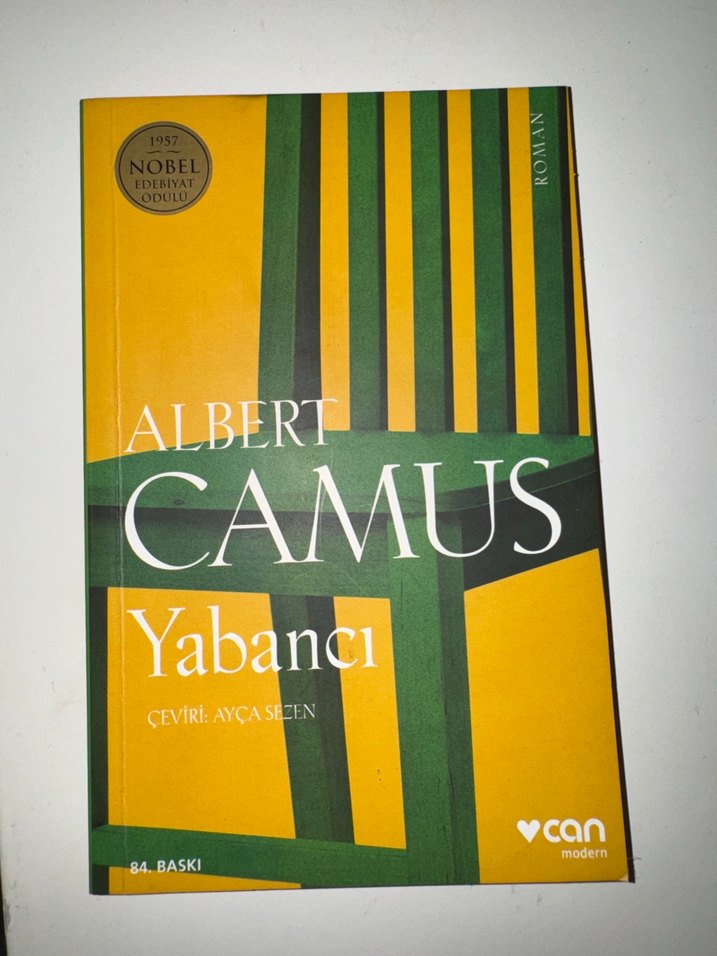 1957
NOBEL
EDEBİYAT
ÖDÜLÜ
ROMAN
ALBERT
CAMUS
Yabancı
ÇEVİRİ: AYÇA SEZEN
can
modern
84. BASKI